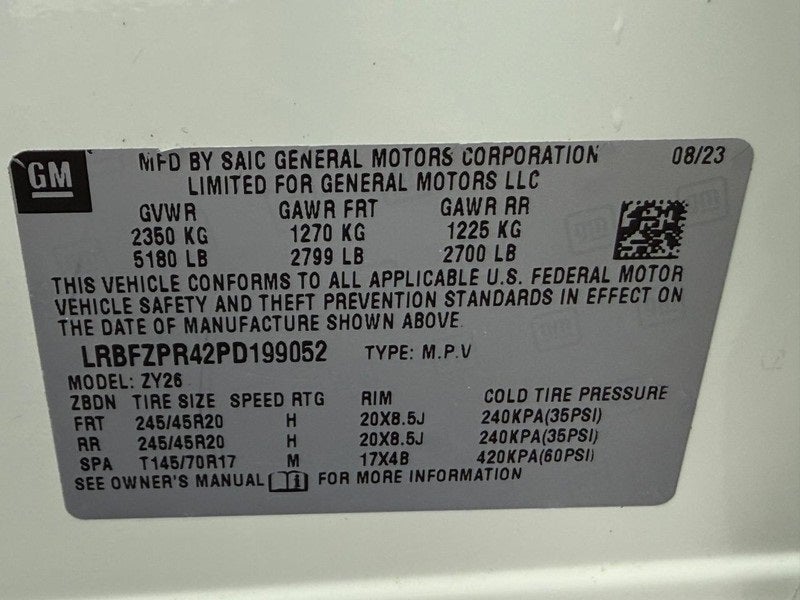 GM
MFD BY SAIC GENERAL MOTORS CORPORATION 08/23
LIMITED FOR GENERAL MOTORS LLC
GVWR GAWR FRT GAWR RR
2350 KG 1270 KG 1225 KG
5180 LB 2799 LB 2700 LB
THIS VEHICLE CONFORMS TO ALL APPLICABLE U.S. FEDERAL MOTOR
VEHICLE SAFETY AND THEFT PREVENTION STANDARDS IN EFFECT ON
THE DATE OF MANUFACTURE SHOWN ABOVE.
LRBFZPR42PD199052 TYPE: M.P.V
MODEL: ZY26
ZBDN TIRE SIZE SPEED RTG RIM COLD TIRE PRESSURE
FRT 245/45R20 H 20X8.5J 240KPA(35PSI)
RR 245/45R20 H 20X8.5J 240KPA(35PSI)
SPA T145/70R17 M 17X4B 420KPA(60PSI)
SEE OWNER'S MANUAL FOR MORE INFORMATION